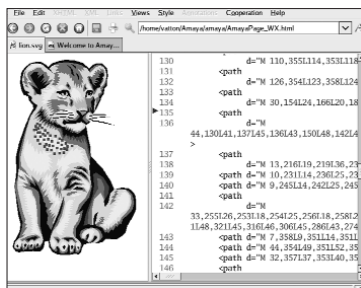 File Edit XHTML XML Links Views Style Annotations Cooperation Help
/home/vatton/Amaya/amaya/AmayaPage_WX.html
lion.svg Welcome to Amay...
130 d="M 110,355L114,353L118
131 <path
132 d="M 126,354L123,358L124
133 <path
134 d="M 30,154L24,166L20,18
135 <path
136 d="M
44,130L41,137L45,136L43,150L48,142L4
>
137 <path
138 d="M 13,216L19,219L36,23
139 <path d="M 10,231L14,236L25,23
140 <path d="M 9,245L14,242L25,245
141 <path
142 d="M
33,255L26,253L18,254L25,256L18,258L2
1L48,321L45,316L46,306L45,286L43,274
143 <path d="M 7,358L9,351L14,351L
144 <path d="M 44,354L49,351L52,35
145 <path d="M 32,357L37,353L40,35
146 <path